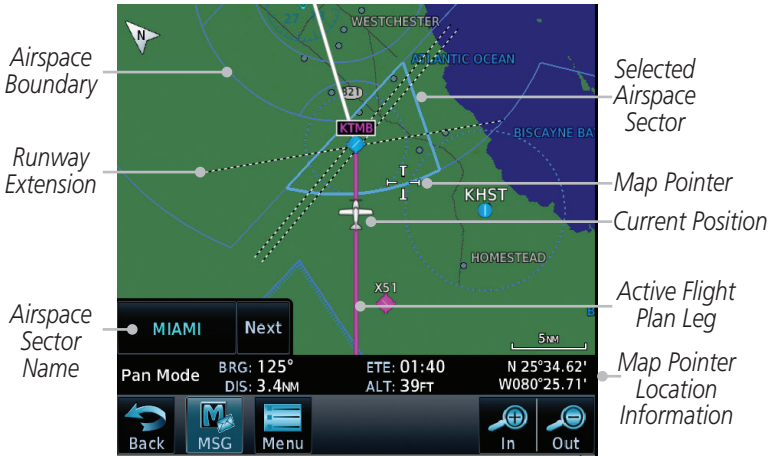 Airspace
Boundary
Runway
Extension
Airspace
Sector
Name
N
27
WESTCHESTER
ATLANTIC OCEAN
821
KTMB
BISCAYNE BA
KHST
HOMESTEAD
X51
5NM
B
MIAMI
Next
Pan Mode
BRG: 125°
DIS: 3.4NM
ETE: 01:40
ALT: 39FT
N 25°34.62'
W080°25.71'
Back
MSG
Menu
In
Out
Selected
Airspace
Sector
Map Pointer
Current Position
Active Flight
Plan Leg
Map Pointer
Location
Information